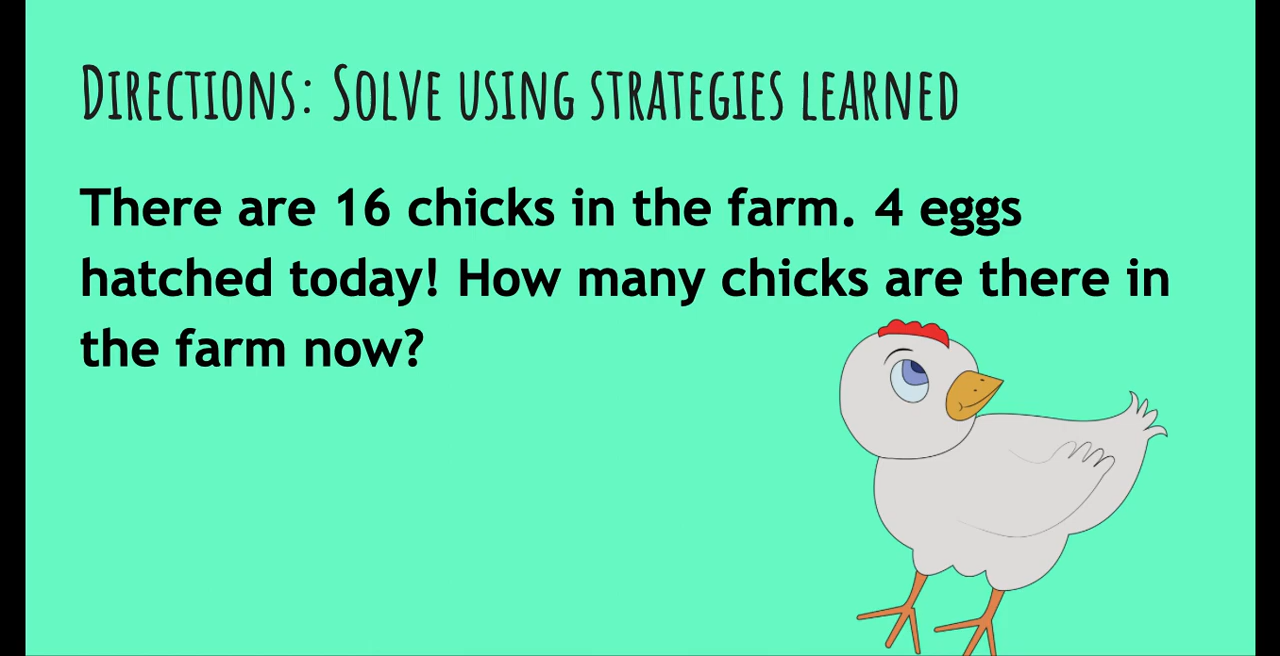 Directions: Solve using strategies learned
There are 16 chicks in the farm. 4 eggs
hatched today! How many chicks are there in
the farm now?